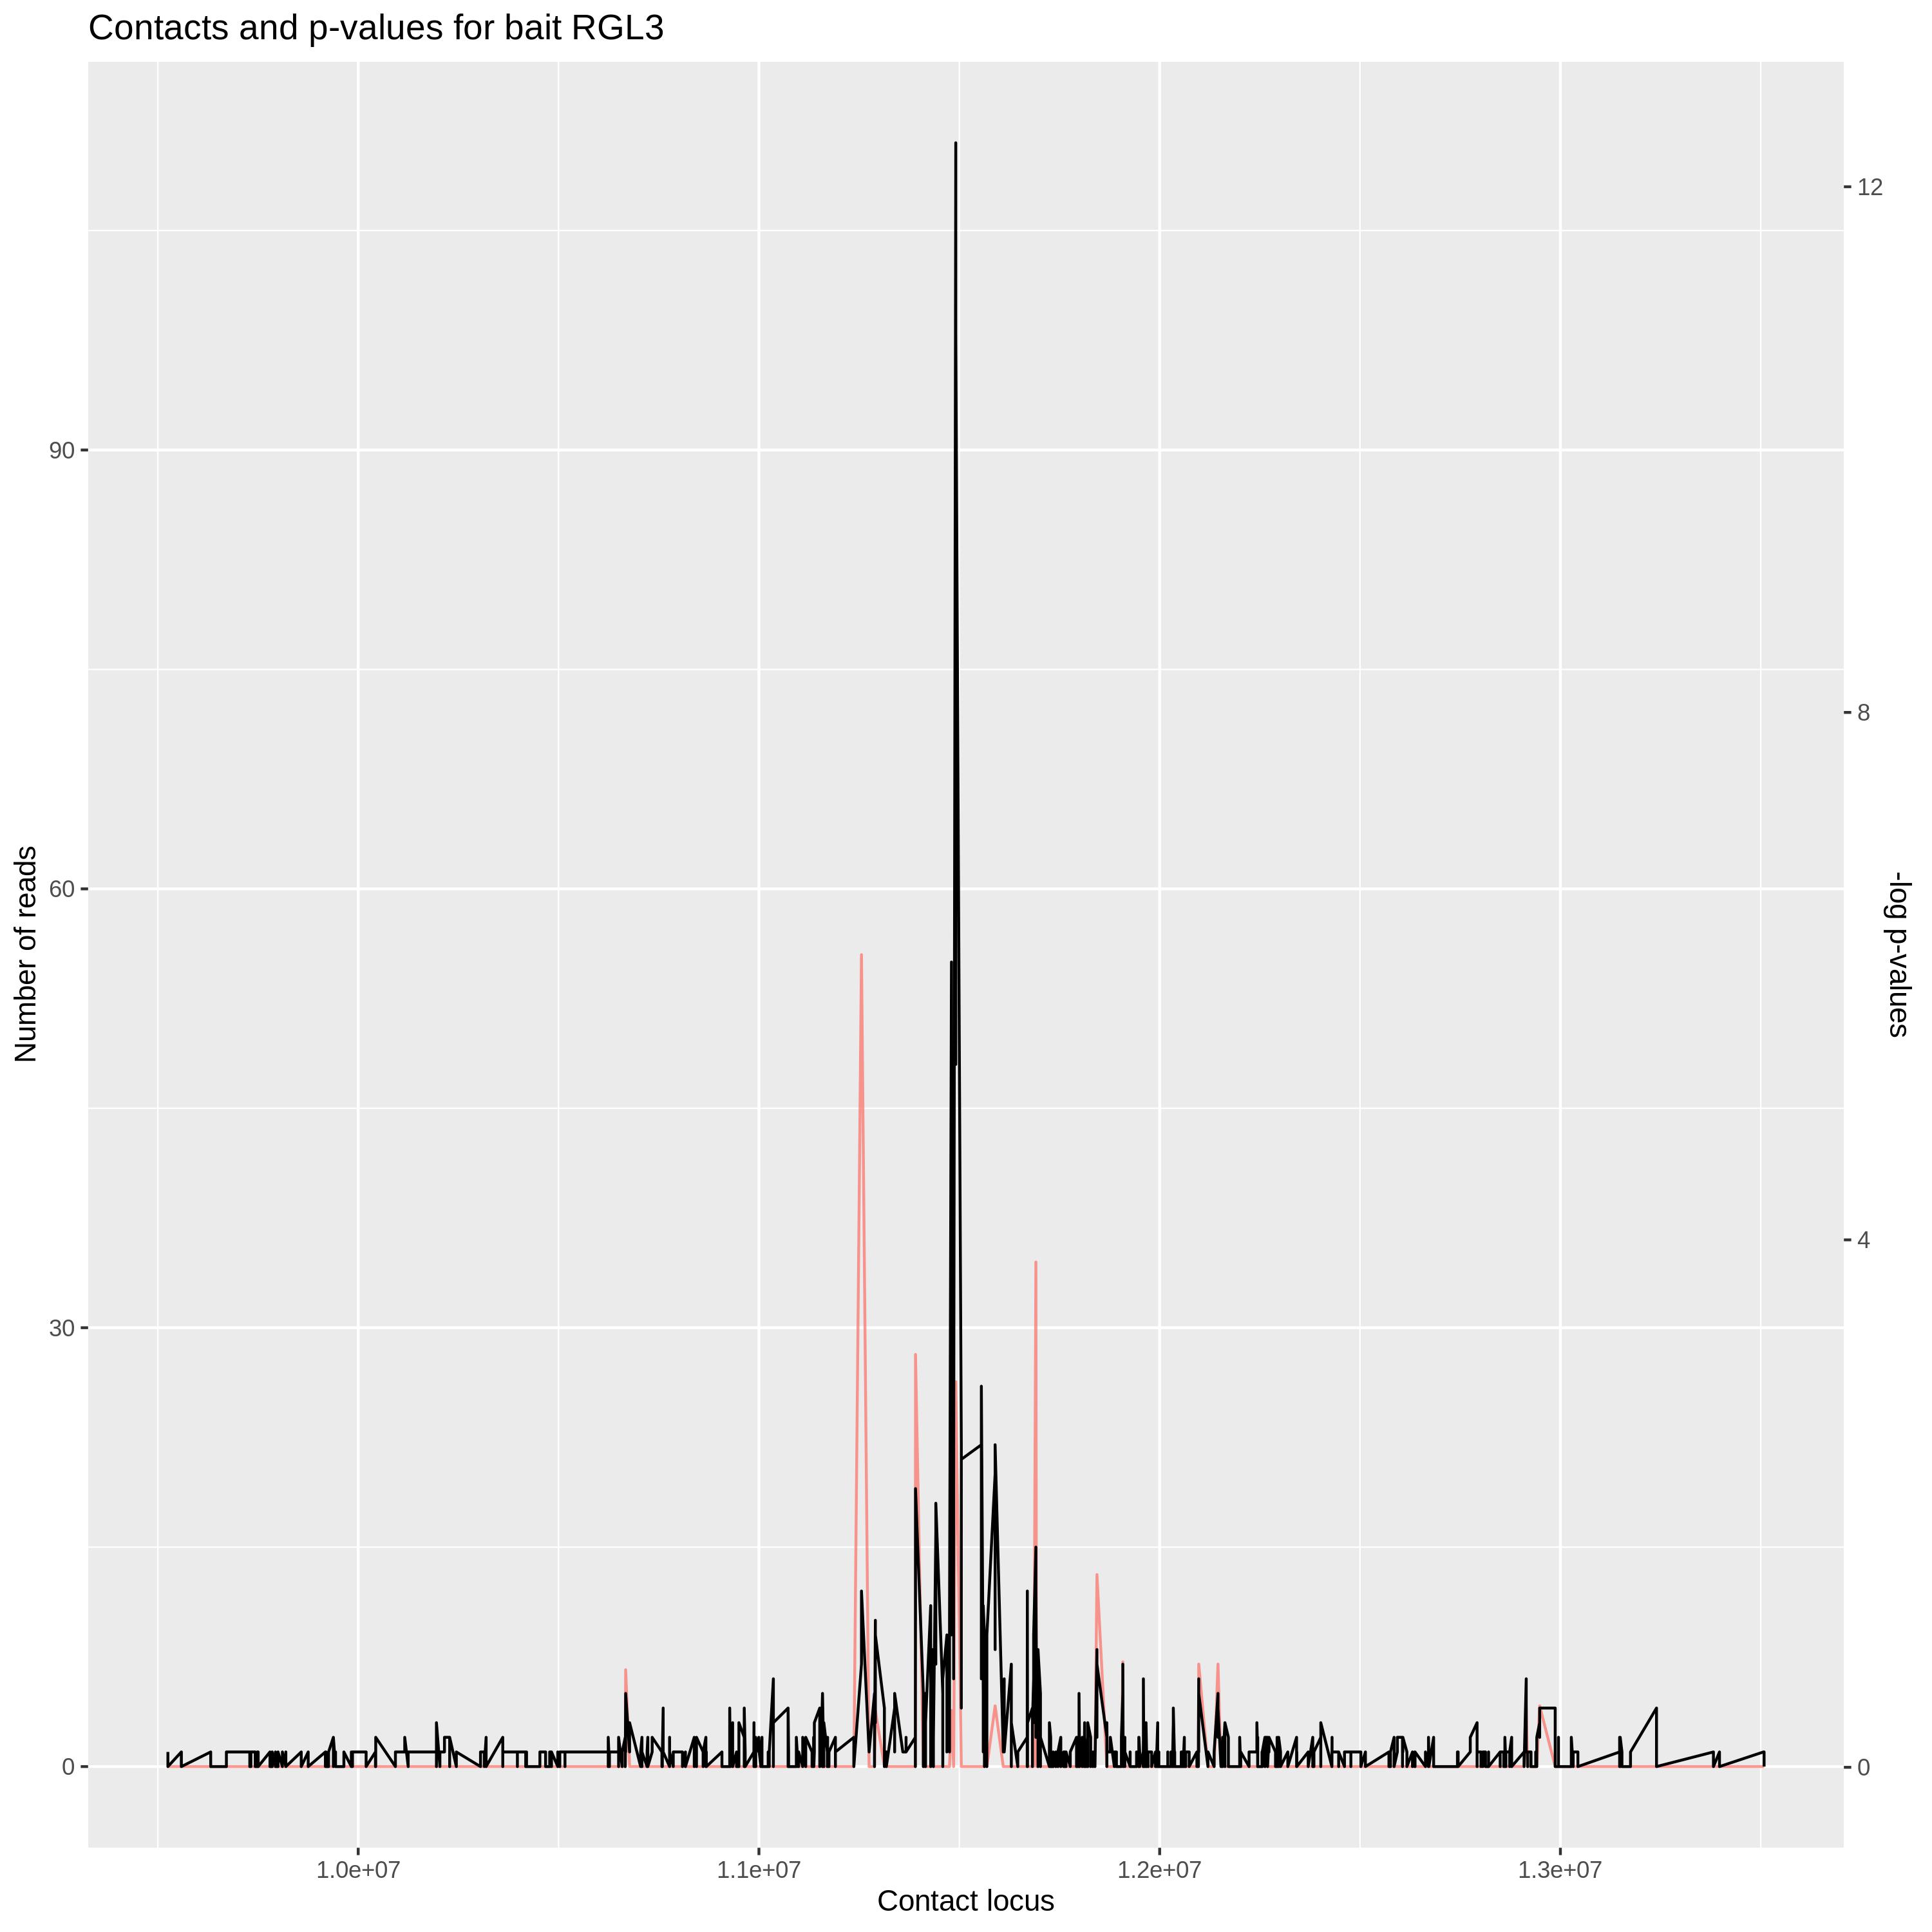 Contacts and p-values for bait RGL3
12
90
8
Number of reads
60
-log p-values
4
30
0
0
1.0e+07
1.1e+07
1.2e+07
1.3e+07
Contact locus